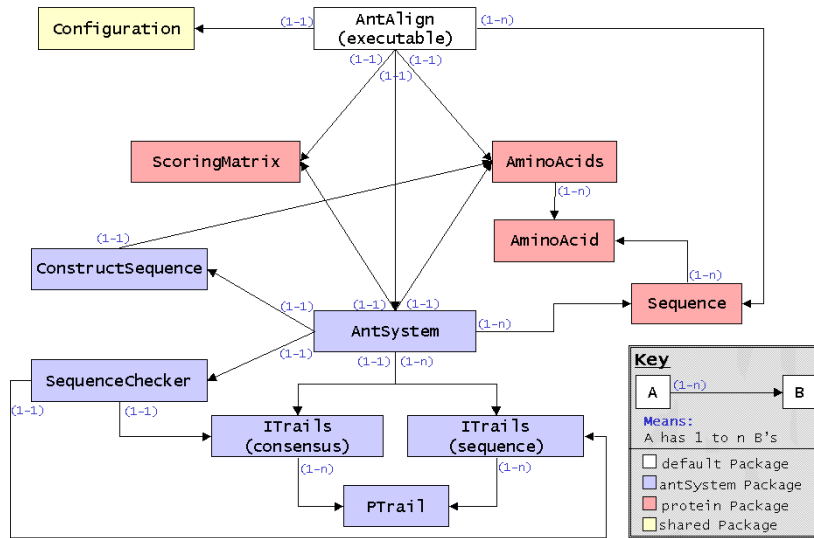 Configuration
(1-1)
AntAlign
(executable)
(1-n)
(1-1)
(1-1)
(1-1)
ScoringMatrix
AminoAcids
(1-n)
AminoAcid
(1-1)
ConstructSequence
(1-n)
Sequence
(1-1)
(1-1)
(1-1)
AntSystem
(1-n)
(1-1)
(1-1)
(1-n)
SequenceChecker
(1-1)
(1-1)
ITrails
(consensus)
ITrails
(sequence)
(1-n)
(1-n)
PTrail
Key
A
(1-n)
B
Means:
A has 1 to n B's
default Package
antSystem Package
protein Package
shared Package